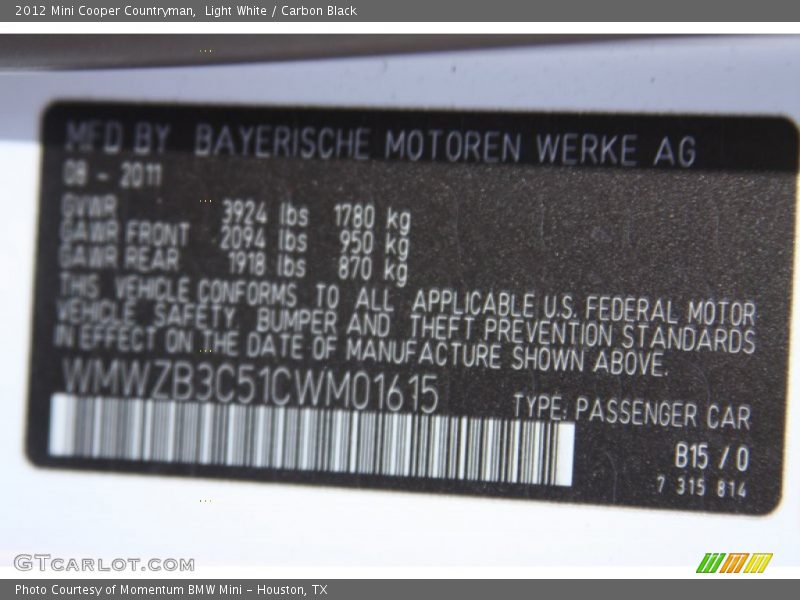 2012 Mini Cooper Countryman, Light White / Carbon Black
MFD BY BAYERISCHE MOTOREN WERKE AG
08 - 2011
GVWR 3924 lbs 1780 kg
GAWR FRONT 2094 lbs 950 kg
GAWR REAR 1918 lbs 870 kg
THIS VEHICLE CONFORMS TO ALL APPLICABLE U.S. FEDERAL MOTOR
VEHICLE SAFETY, BUMPER AND THEFT PREVENTION STANDARDS
IN EFFECT ON THE DATE OF MANUFACTURE SHOWN ABOVE.
WMWZB3C51CWM01615
TYPE: PASSENGER CAR
B15 / 0
7 315 814
GTCARLOT.COM
Photo Courtesy of Momentum BMW Mini - Houston, TX